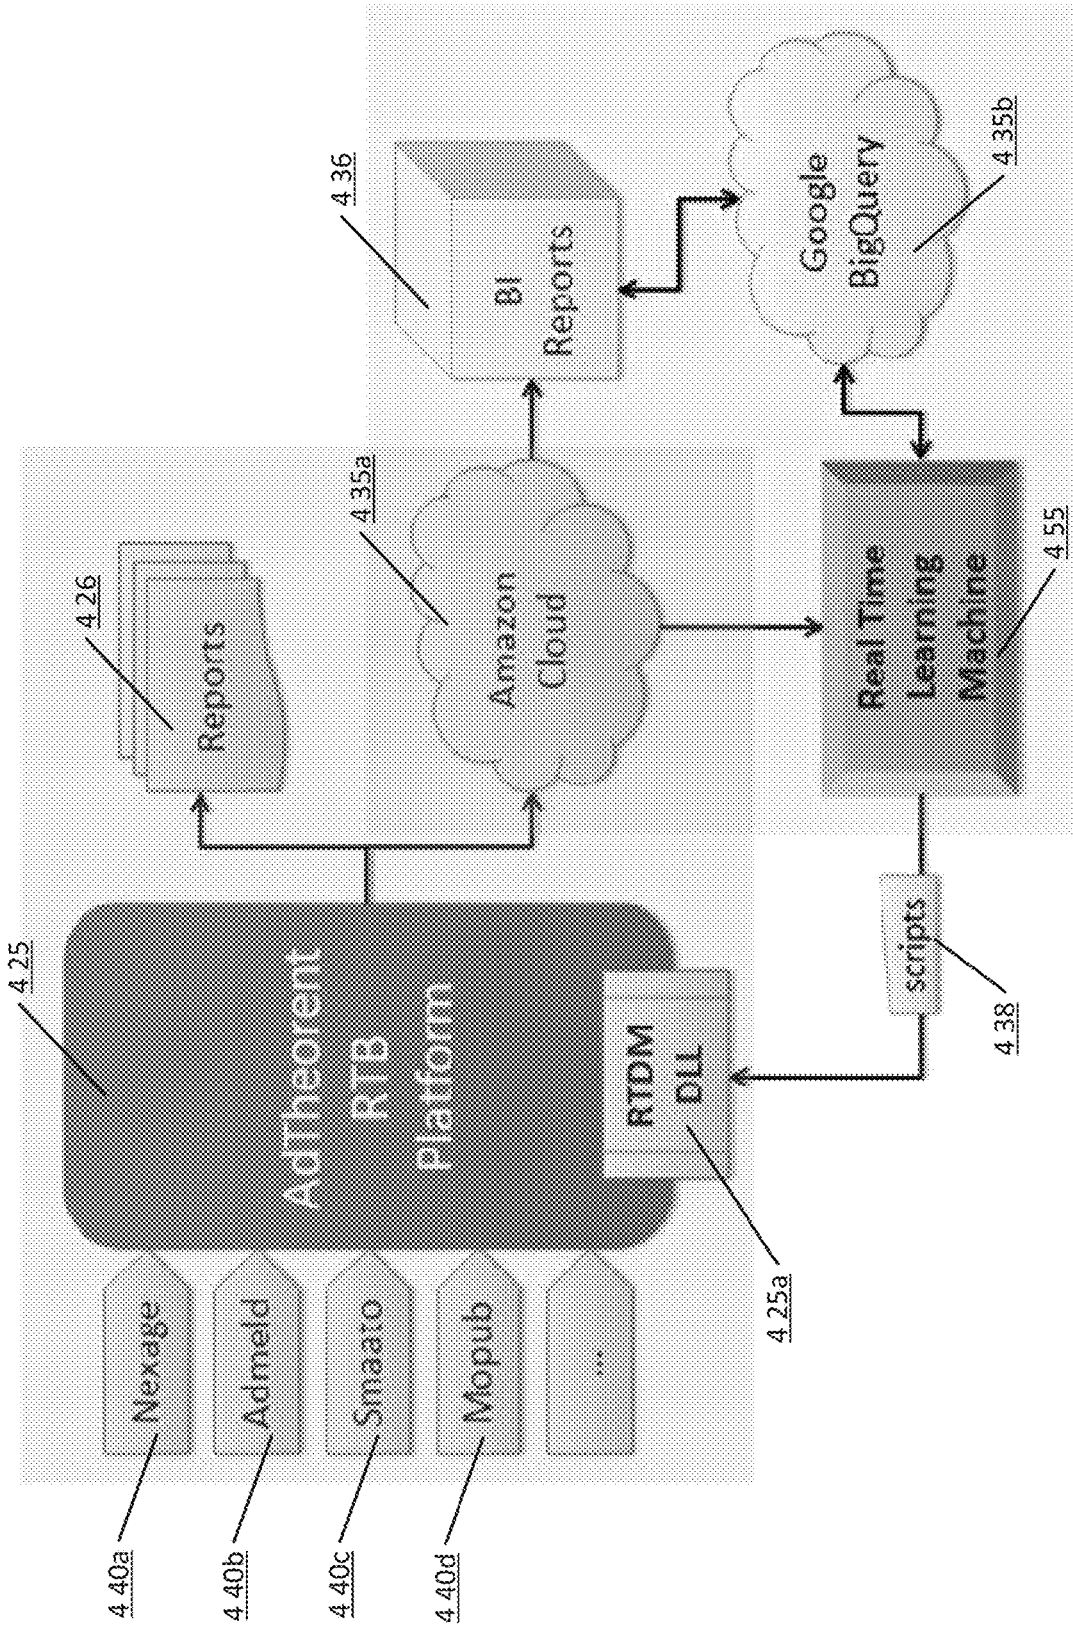 4 40a
Nexage
4 40b
Admeld
4 40c
Smaato
4 40d
Mopub
...
4 25
AdTheorent
RTB
Platform
RTDM
DLL
4 25a
4 26
Reports
4 35a
Amazon
Cloud
4 36
BI
Reports
scripts
4 38
Real Time
Learning
Machine
4 55
Google
BigQuery
4 35b